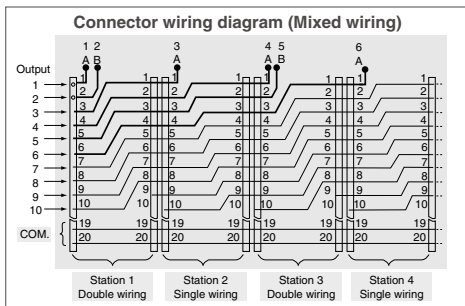 Connector wiring diagram (Mixed wiring)
1 2 3 4 5 6
A B A A B A
Output
1 1 1 1 1 1 1 1 1
2 2 2 2 2 2 2 2 2
3 3 3 3 3 3 3 3 3
4 4 4 4 4 4 4 4 4
5 5 5 5 5 5 5 5 5
6 6 6 6 6 6 6 6 6
7 7 7 7 7 7 7 7 7
8 8 8 8 8 8 8 8 8
9 9 9 9 9 9 9 9 9
10 10 10 10 10 10 10 10 10
COM.
19 19 19 19 19 19 19 19
20 20 20 20 20 20 20 20
Station 1 Station 2 Station 3 Station 4
Double wiring Single wiring Double wiring Single wiring